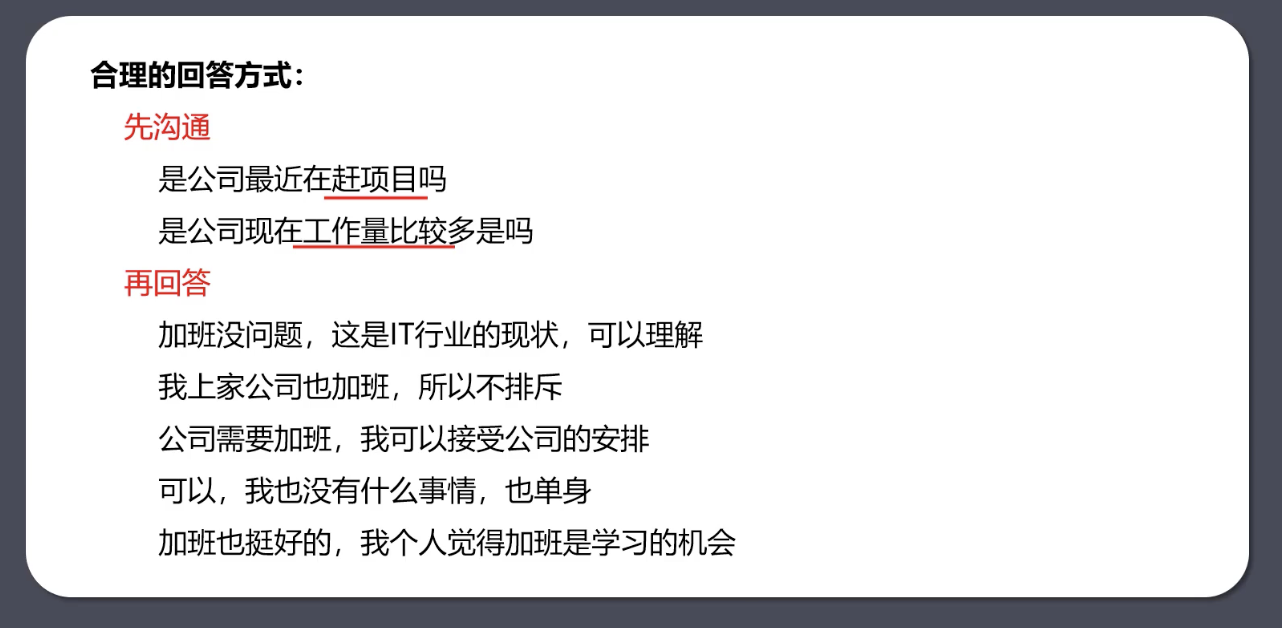 合理的回答方式：
先沟通
是公司最近在赶项目吗
是公司现在工作量比较多是吗
再回答
加班没问题，这是IT行业的现状，可以理解
我上家公司也加班，所以不排斥
公司需要加班，我可以接受公司的安排
可以，我也没有什么事情，也单身
加班也挺好的，我个人觉得加班是学习的机会